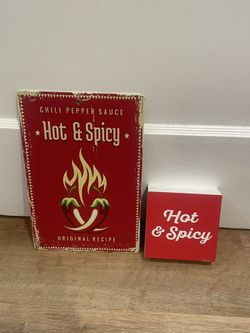 CHILI PEPPER SAUCE
Hot & Spicy
ORIGINAL RECIPE
Hot
& Spicy